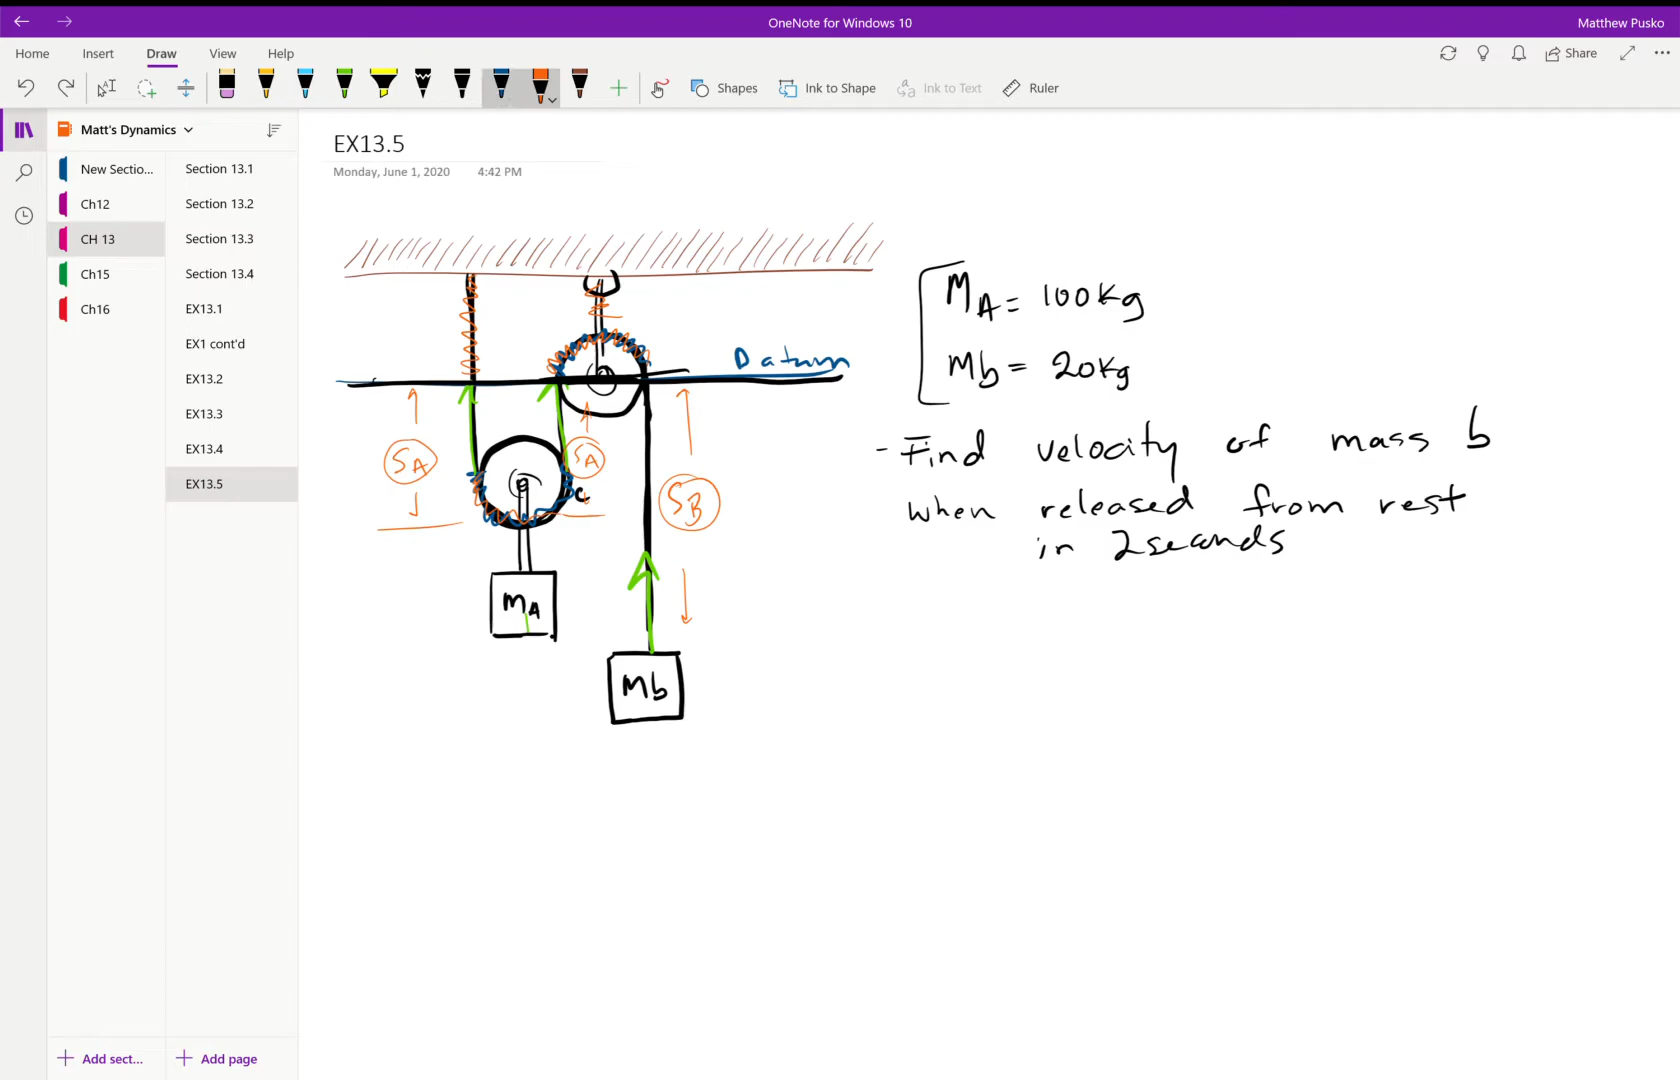 OneNote for Windows 10
Matthew Pusko
Home
Insert
Draw
View
Help
Share
Shapes
Ink to Shape
Ink to Text
Ruler
Matt's Dynamics
New Sectio...
Ch12
CH 13
Ch15
Ch16
Section 13.1
Section 13.2
Section 13.3
Section 13.4
EX13.1
EX1 cont'd
EX13.2
EX13.3
EX13.4
EX13.5
Add sect...
Add page
EX13.5
Monday, June 1, 2020 4:42 PM
Datum
SA
SA
SB
C
MA
Mb
MA = 100kg
Mb = 20kg
- Find velocity of mass b
when released from rest
in 2 seconds